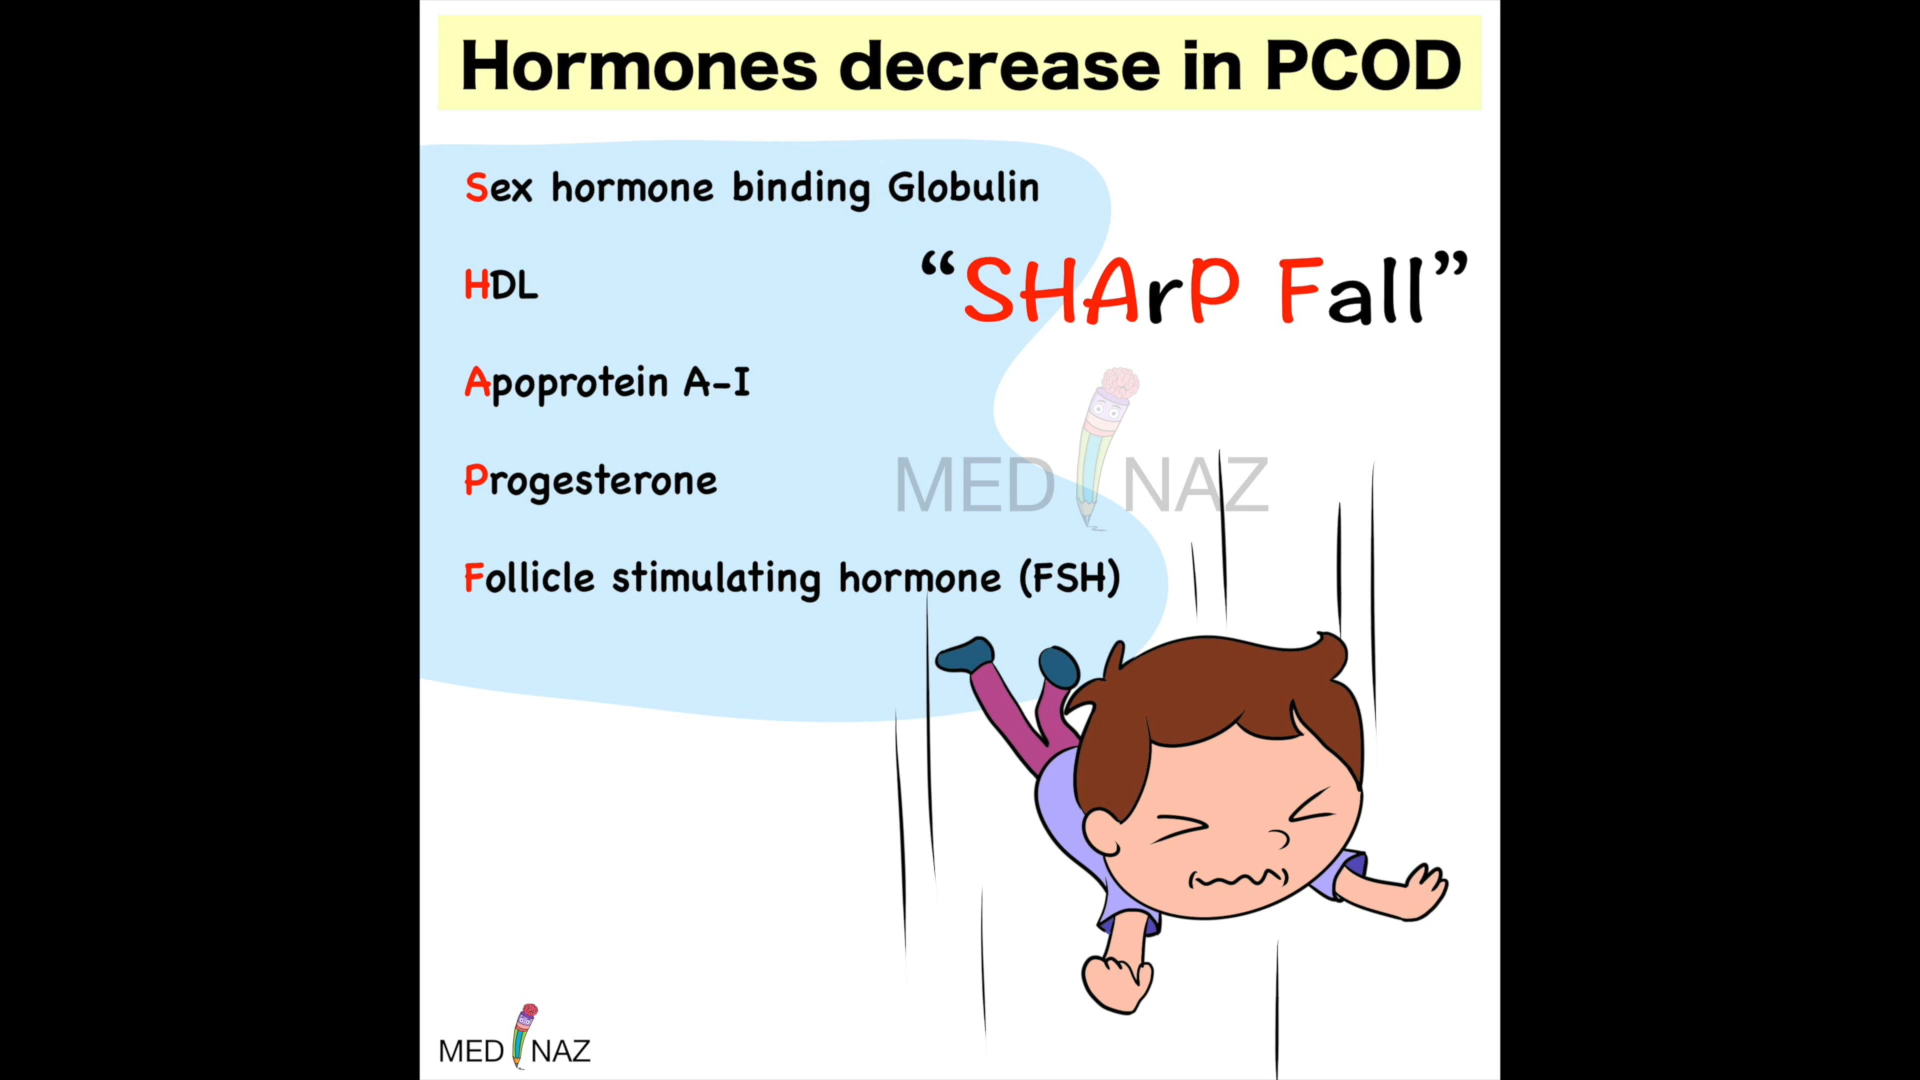 Hormones decrease in PCOD
Sex hormone binding Globulin
“SHArP Fall”
HDL
Apoprotein A-I
Progesterone
MED NAZ
Follicle stimulating hormone (FSH)
MED NAZ